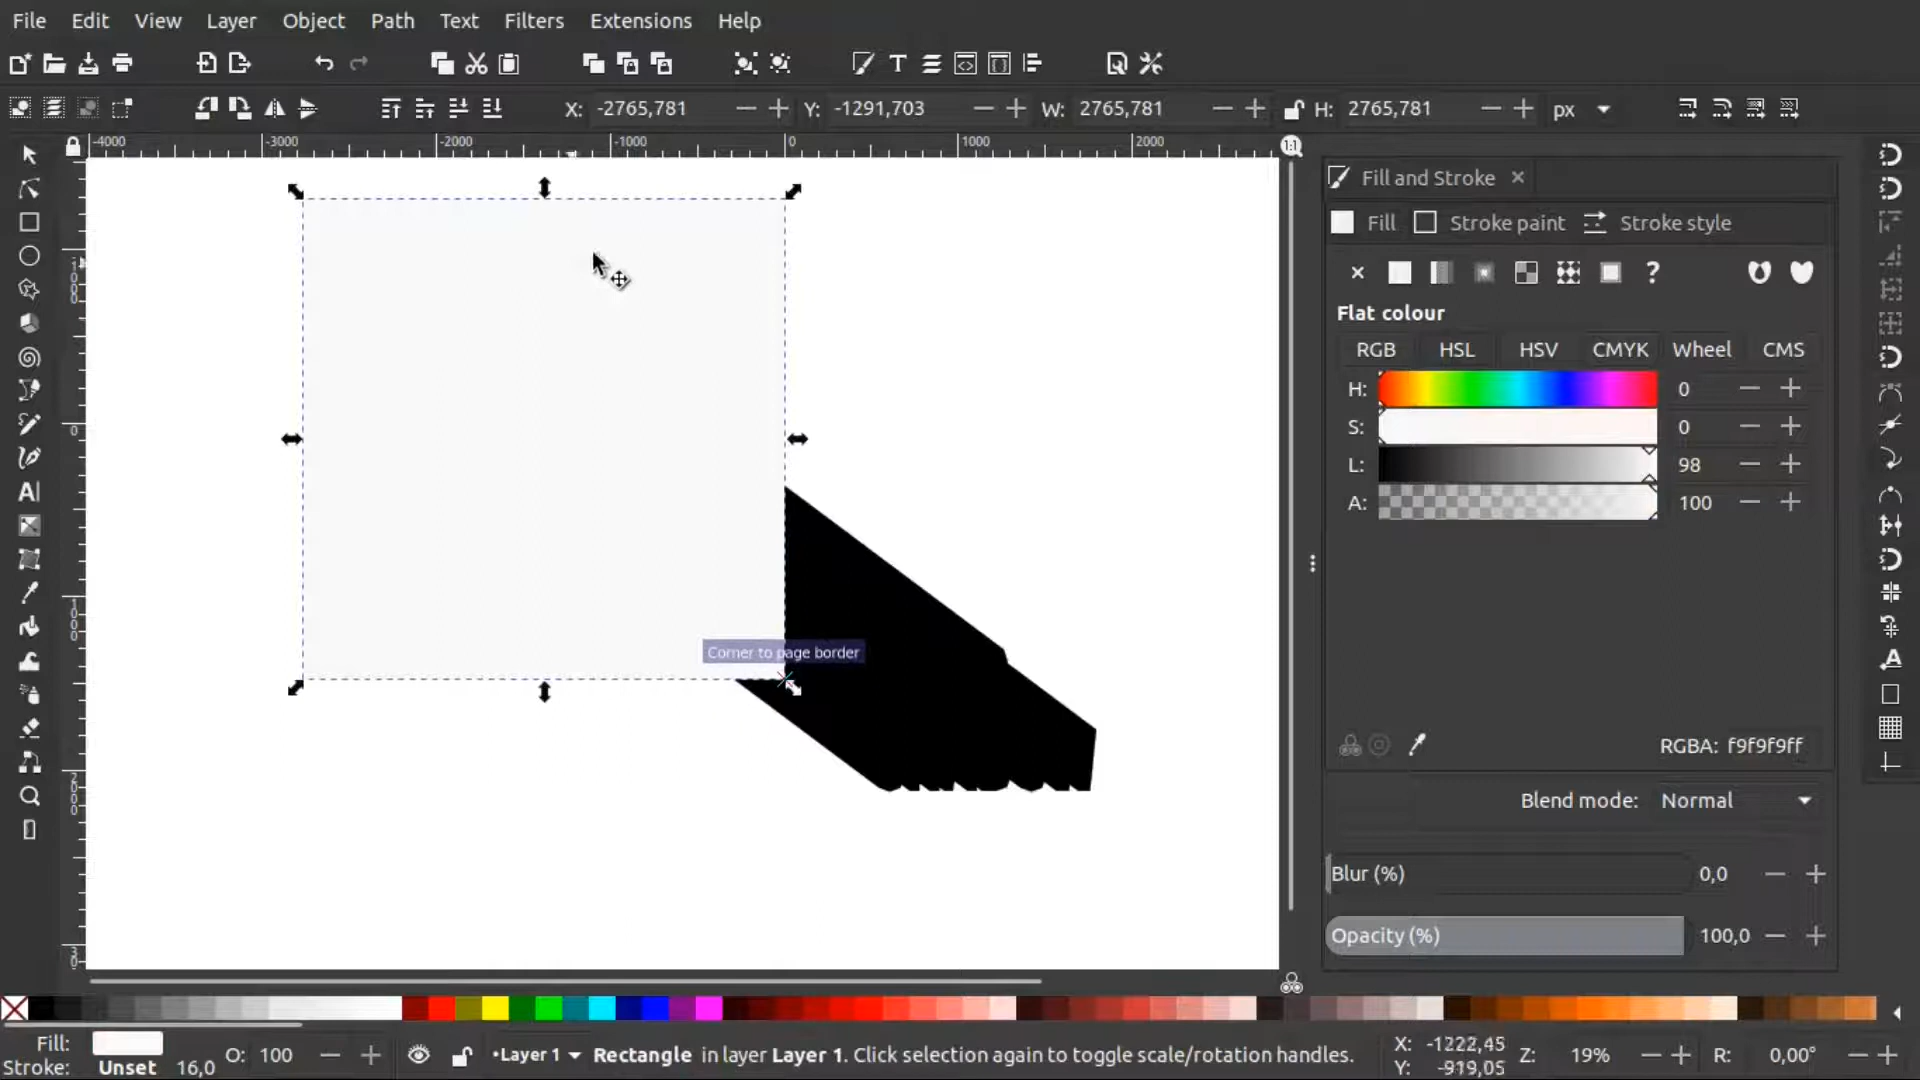 File Edit View Layer Object Path Text Filters Extensions Help
X: -2765,781 Y: -1291,703 W: 2765,781 H: 2765,781 px
-4000 -3000 -2000 -1000 0 1000 2000 1:1
Fill and Stroke
Fill Stroke paint Stroke style
Flat colour
RGB HSL HSV CMYK Wheel CMS
H: 0
S: 0
L: 98
A: 100
Corner to page border
RGBA: f9f9f9ff
Blend mode: Normal
Blur (%) 0,0
Opacity (%) 100,0
Fill:
Stroke: Unset 16,0 O: 100 •Layer 1 Rectangle in layer Layer 1. Click selection again to toggle scale/rotation handles.
X: -1222,45
Y: -919,05
Z: 19% R: 0,00°